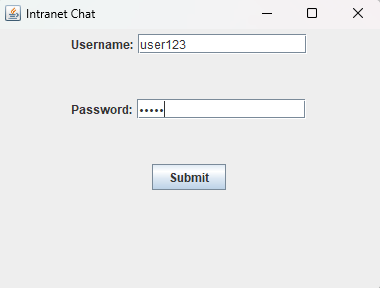 Intranet Chat
Username: user123
Password: •••••
Submit